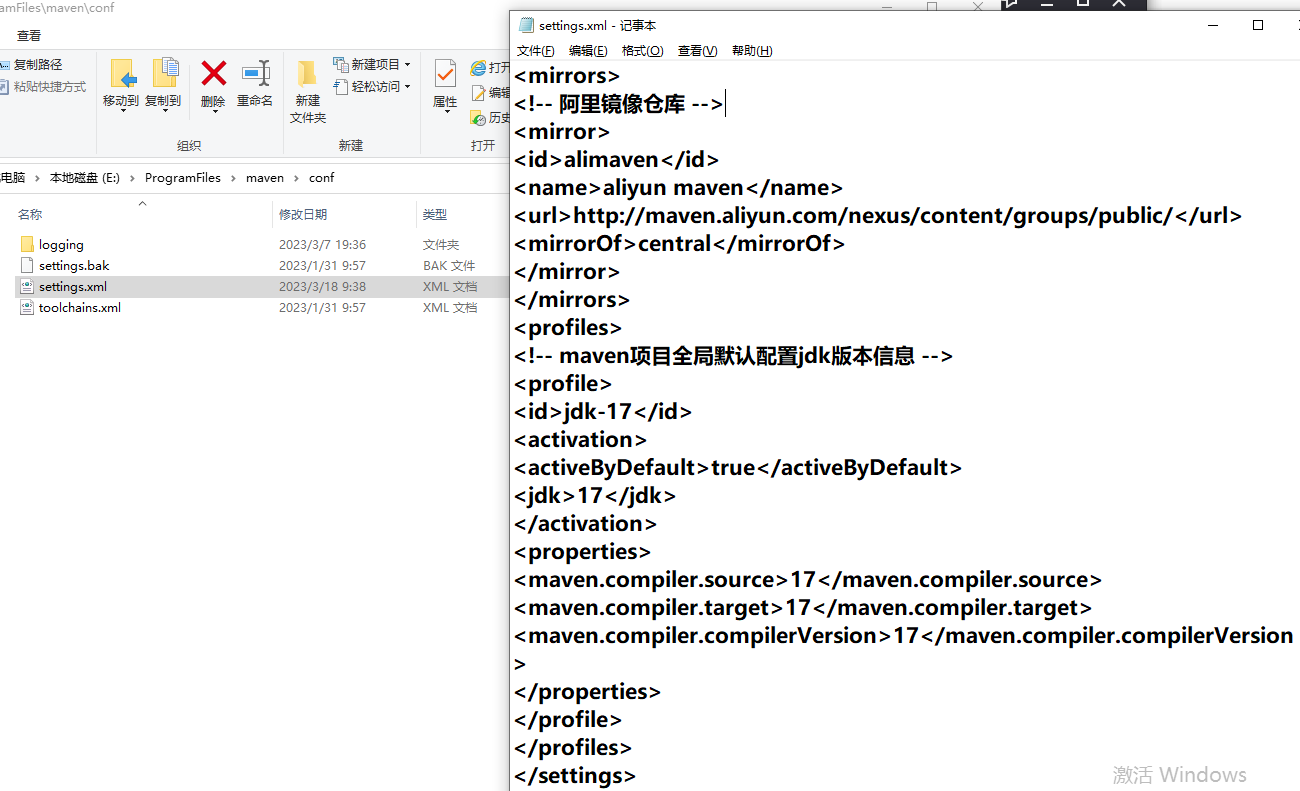 amFiles\maven\conf
查看
复制路径
粘贴快捷方式
移动到
复制到
删除
重命名
新建
文件夹
新建项目
轻松访问
属性
打开
编辑
历史
组织
新建
打开
电脑 › 本地磁盘 (E:) › ProgramFiles › maven › conf
名称 修改日期 类型
logging 2023/3/7 19:36 文件夹
settings.bak 2023/1/31 9:57 BAK 文件
settings.xml 2023/3/18 9:38 XML 文档
toolchains.xml 2023/1/31 9:57 XML 文档
settings.xml - 记事本
文件(F) 编辑(E) 格式(O) 查看(V) 帮助(H)
<mirrors>
<!-- 阿里镜像仓库 -->
<mirror>
<id>alimaven</id>
<name>aliyun maven</name>
<url>http://maven.aliyun.com/nexus/content/groups/public/</url>
<mirrorOf>central</mirrorOf>
</mirror>
</mirrors>
<profiles>
<!-- maven项目全局默认配置jdk版本信息 -->
<profile>
<id>jdk-17</id>
<activation>
<activeByDefault>true</activeByDefault>
<jdk>17</jdk>
</activation>
<properties>
<maven.compiler.source>17</maven.compiler.source>
<maven.compiler.target>17</maven.compiler.target>
<maven.compiler.compilerVersion>17</maven.compiler.compilerVersion
>
</properties>
</profile>
</profiles>
</settings>
激活 Windows